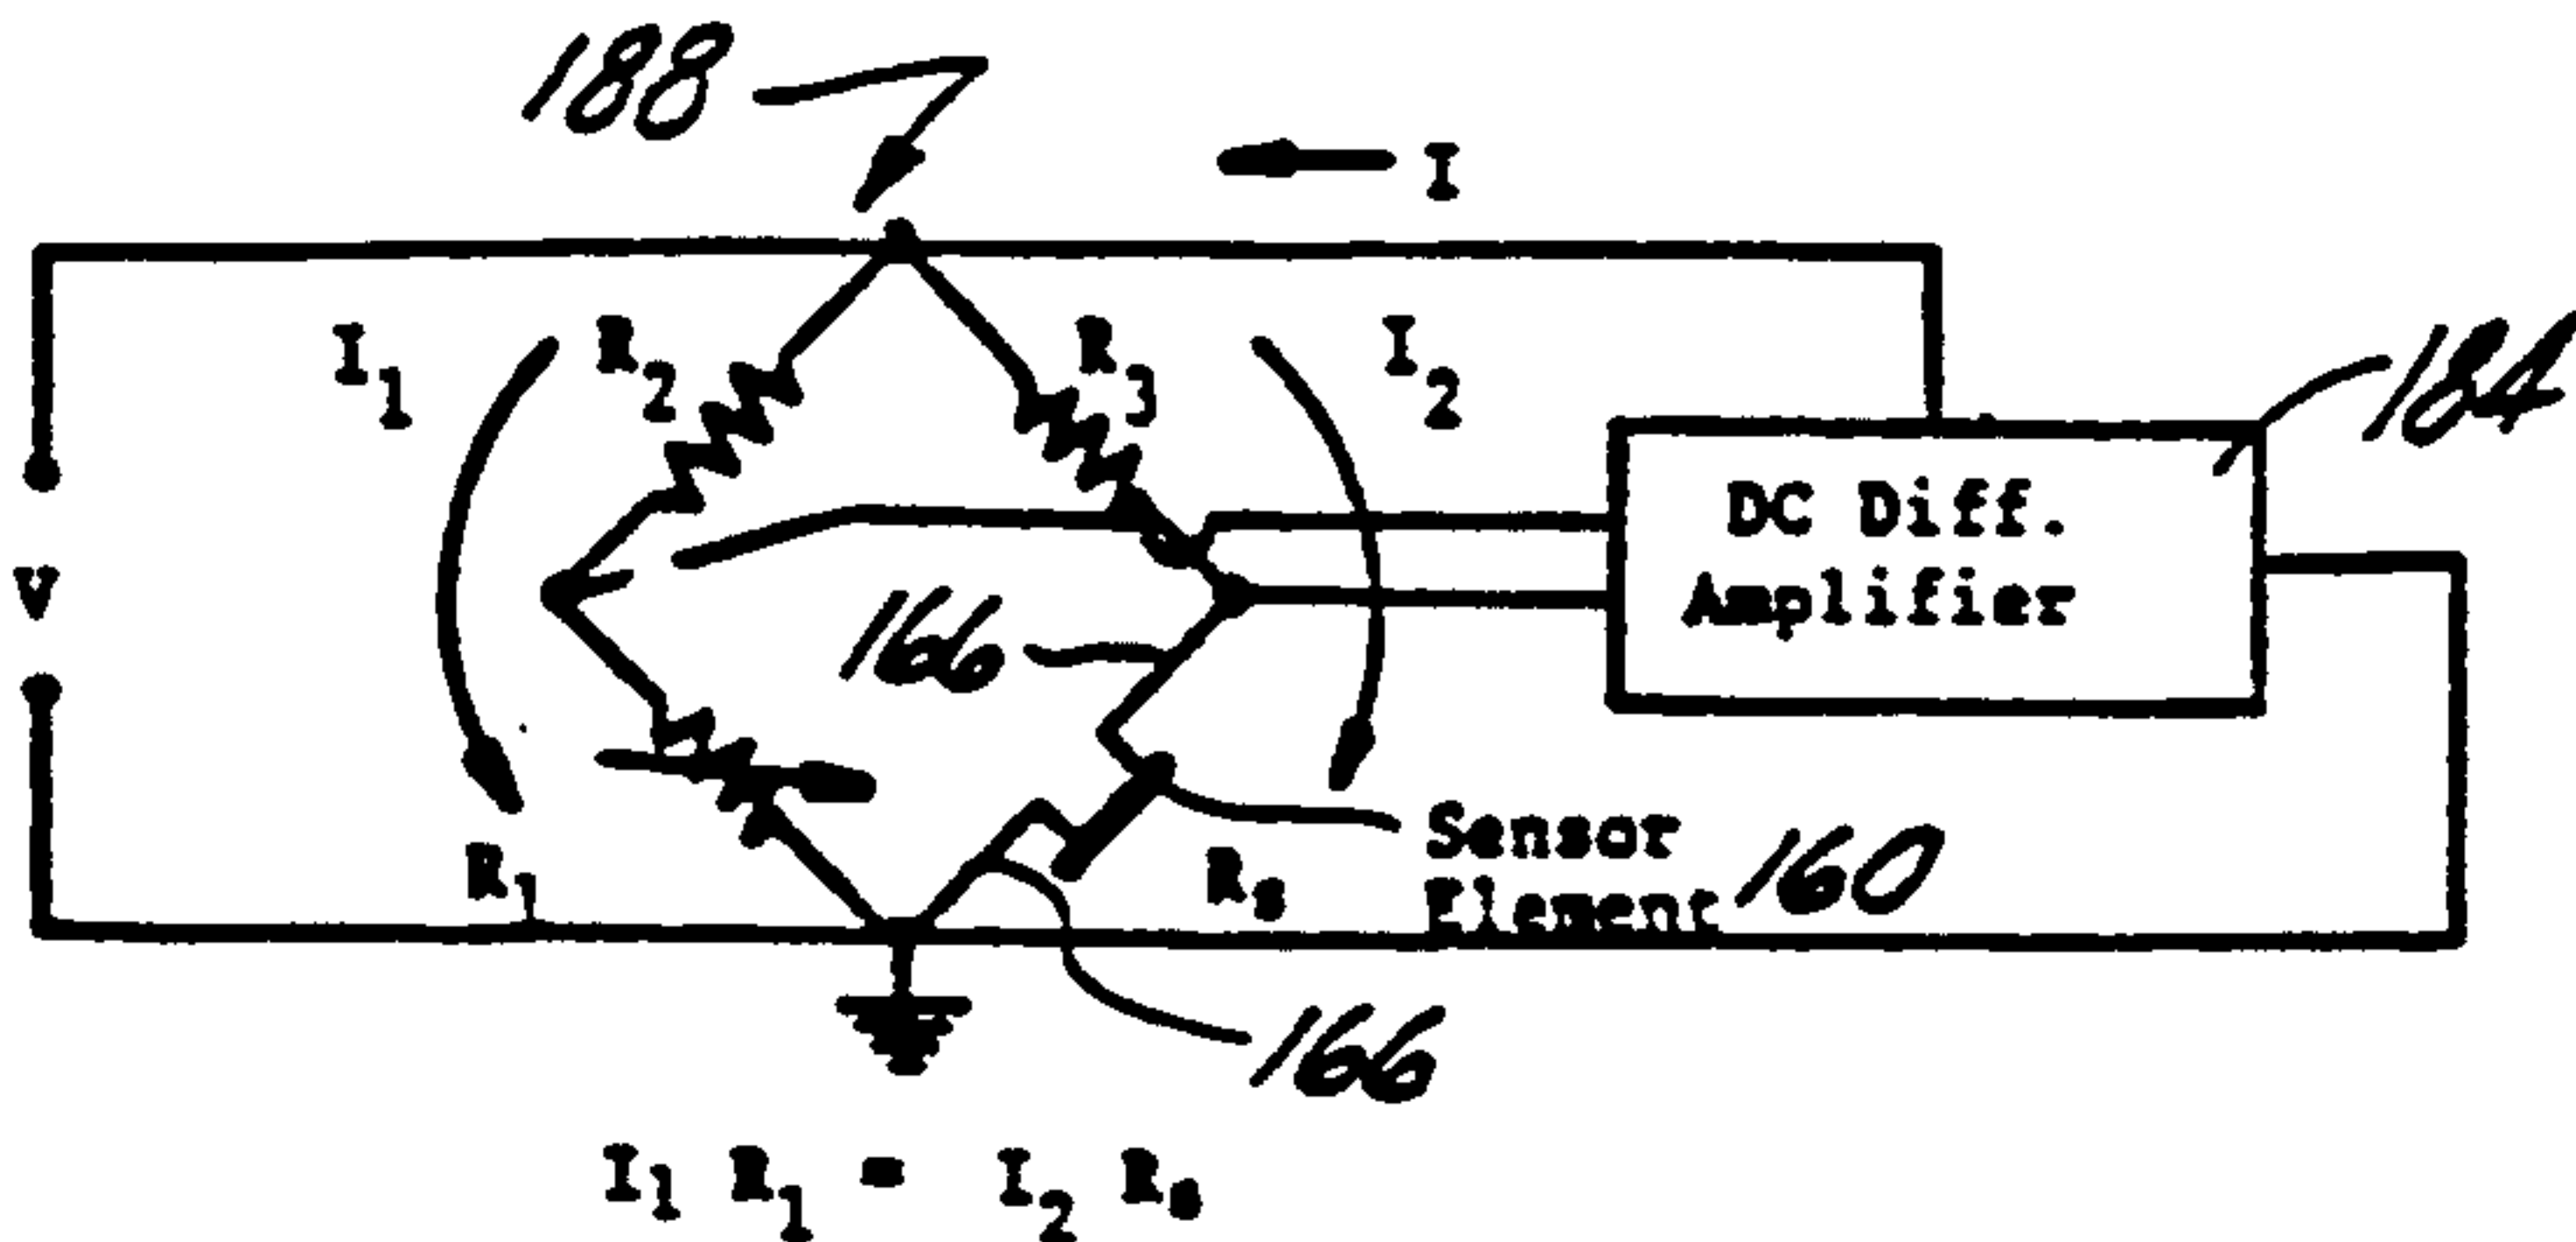 188
I
I₁
R₂
R₃
I₂
184
DC Diff.
Amplifier
V
166
Sensor
Element 160
R₁
Rₛ
166
I₁ R₁ = I₂ Rₛ